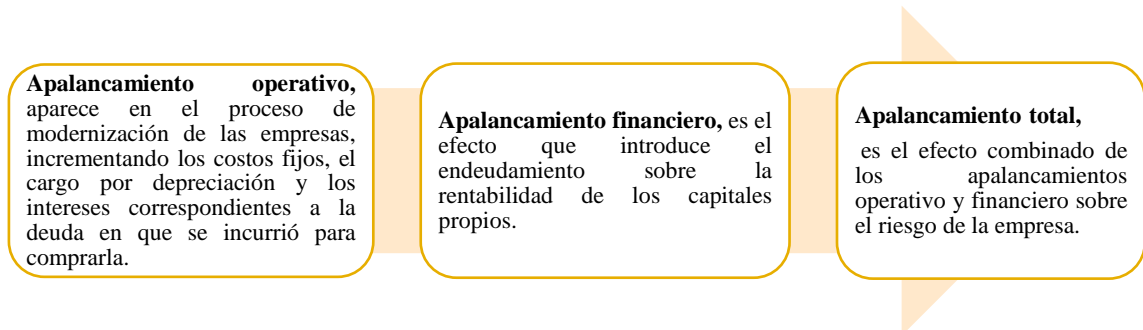 Apalancamiento operativo,
aparece en el proceso de
modernización de las empresas,
incrementando los costos fijos, el
cargo por depreciación y los
intereses correspondientes a la
deuda en que se incurrió para
comprarla.
Apalancamiento financiero, es el
efecto que introduce el
endeudamiento sobre la
rentabilidad de los capitales
propios.
Apalancamiento total,
es el efecto combinado de
los apalancamientos
operativo y financiero sobre
el riesgo de la empresa.